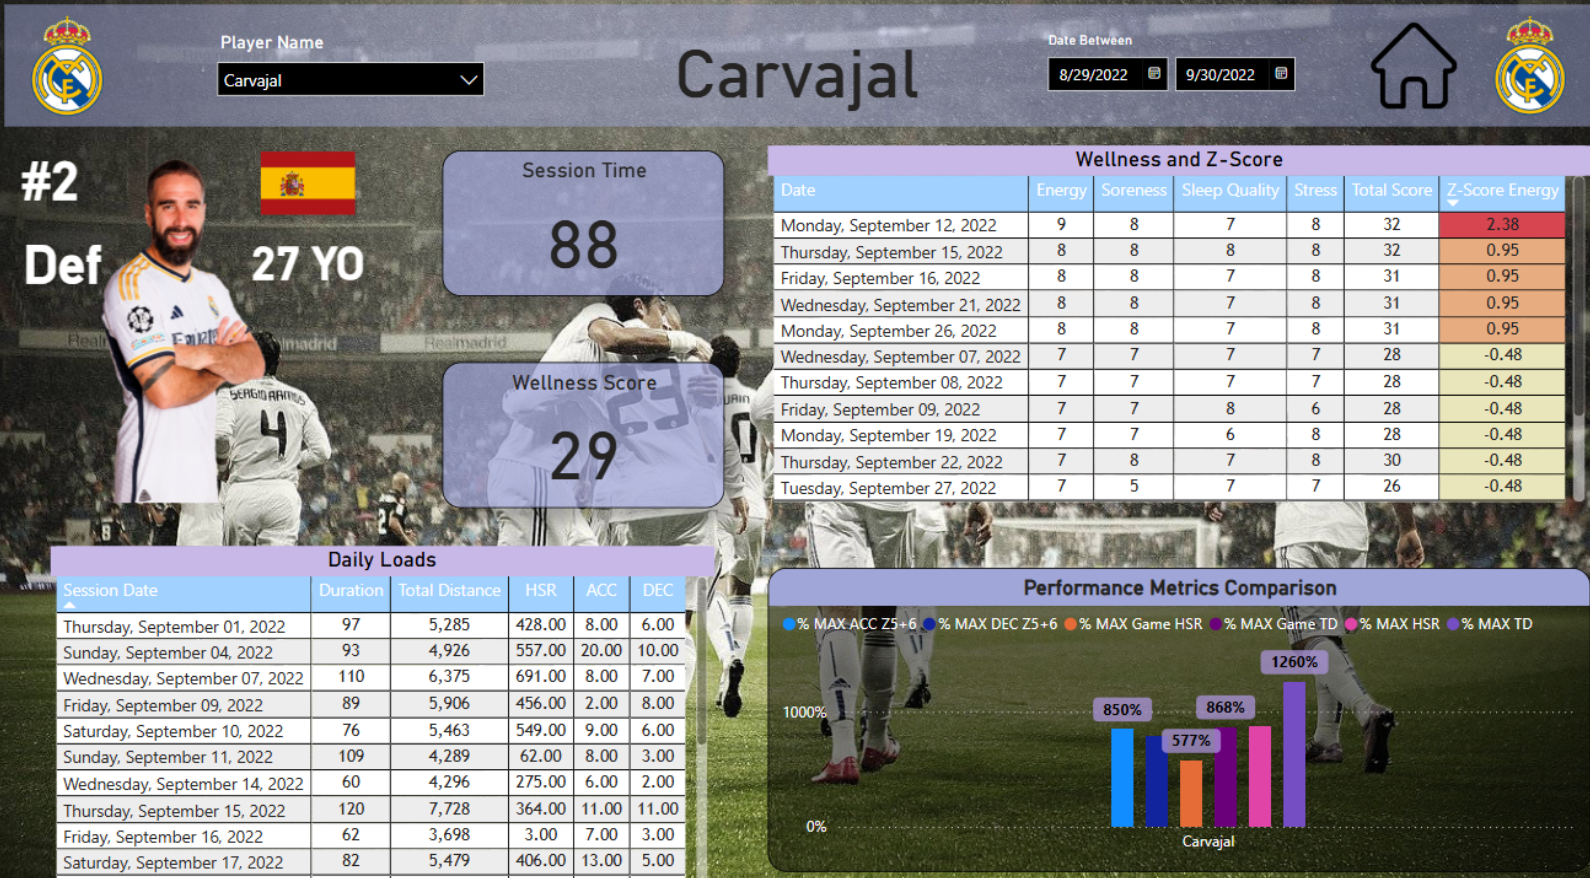 Player Name
Carvajal
Carvajal
Date Between
8/29/2022
9/30/2022
#2
Def
27 YO
Session Time
88
Wellness Score
29
Wellness and Z-Score
Date Energy Soreness Sleep Quality Stress Total Score Z-Score Energy
Monday, September 12, 2022 9 8 7 8 32 2.38
Thursday, September 15, 2022 8 8 8 8 32 0.95
Friday, September 16, 2022 8 8 7 8 31 0.95
Wednesday, September 21, 2022 8 8 7 8 31 0.95
Monday, September 26, 2022 8 8 7 8 31 0.95
Wednesday, September 07, 2022 7 7 7 7 28 -0.48
Thursday, September 08, 2022 7 7 7 7 28 -0.48
Friday, September 09, 2022 7 7 8 6 28 -0.48
Monday, September 19, 2022 7 7 6 8 28 -0.48
Thursday, September 22, 2022 7 8 7 8 30 -0.48
Tuesday, September 27, 2022 7 5 7 7 26 -0.48
Realmadrid
SERGIO RAMOS
4
23
Daily Loads
Session Date Duration Total Distance HSR ACC DEC
Thursday, September 01, 2022 97 5,285 428.00 8.00 6.00
Sunday, September 04, 2022 93 4,926 557.00 20.00 10.00
Wednesday, September 07, 2022 110 6,375 691.00 8.00 7.00
Friday, September 09, 2022 89 5,906 456.00 2.00 8.00
Saturday, September 10, 2022 76 5,463 549.00 9.00 6.00
Sunday, September 11, 2022 109 4,289 62.00 8.00 3.00
Wednesday, September 14, 2022 60 4,296 275.00 6.00 2.00
Thursday, September 15, 2022 120 7,728 364.00 11.00 11.00
Friday, September 16, 2022 62 3,698 3.00 7.00 3.00
Saturday, September 17, 2022 82 5,479 406.00 13.00 5.00
Performance Metrics Comparison
% MAX ACC Z5+6 % MAX DEC Z5+6 % MAX Game HSR % MAX Game TD % MAX HSR % MAX TD
1260%
850%
868%
577%
1000%
0%
Carvajal